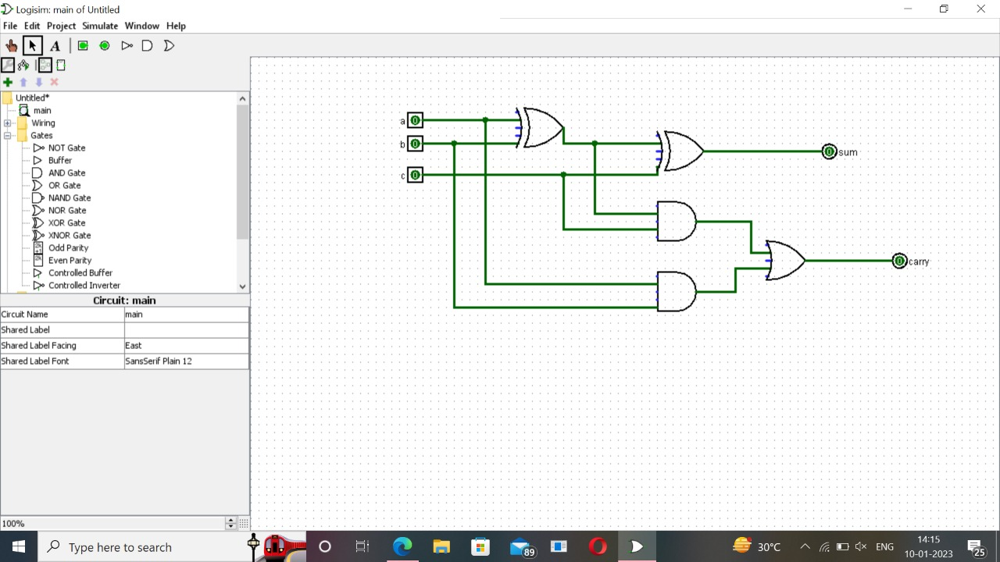 Logisim: main of Untitled
File Edit Project Simulate Window Help
A
Untitled*
main
Wiring
Gates
NOT Gate
Buffer
AND Gate
OR Gate
NAND Gate
NOR Gate
XOR Gate
XNOR Gate
Odd Parity
Even Parity
Controlled Buffer
Controlled Inverter
Circuit: main
Circuit Name main
Shared Label
Shared Label Facing East
Shared Label Font SansSerif Plain 12
100%
a 0
b 0
c 0
0 sum
0 carry
Type here to search
89
30°C
ENG
14:15
10-01-2023
25